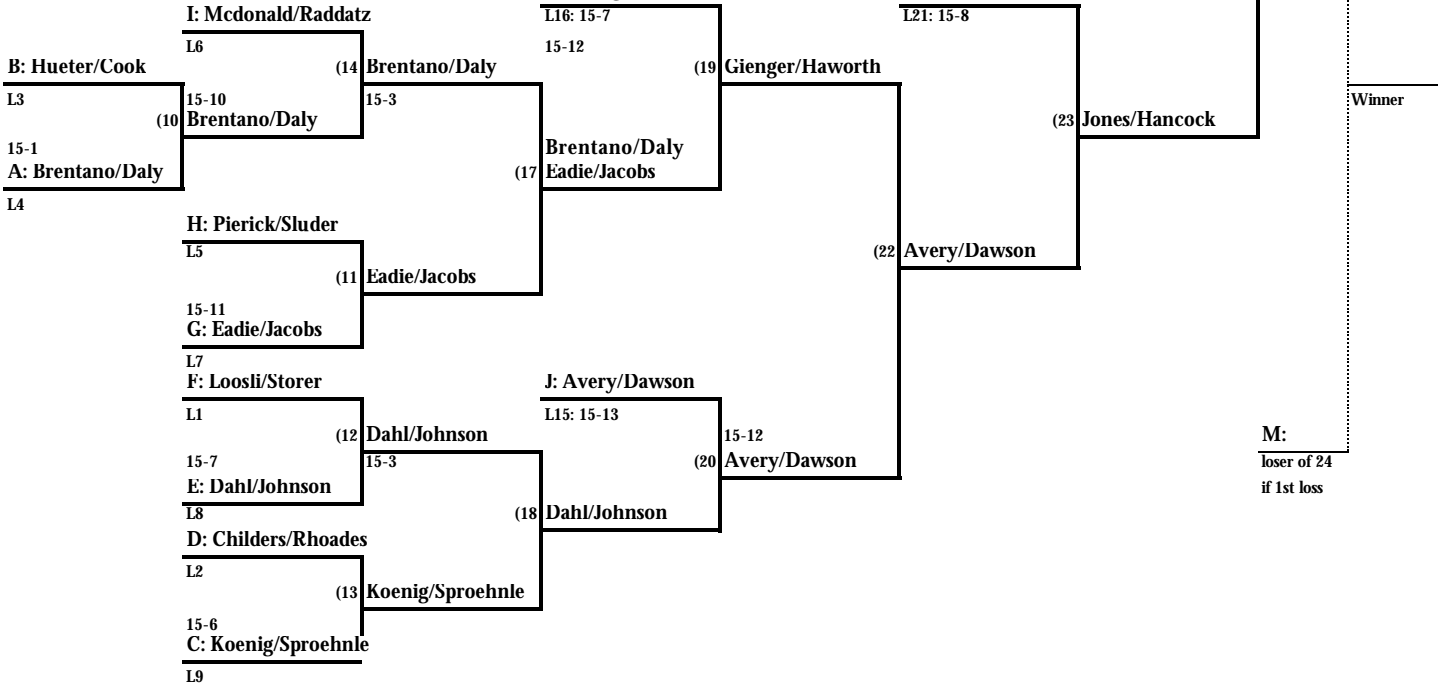 I: Mcdonald/Raddatz
L16: 15-7
L21: 15-8
L6
15-12
B: Hueter/Cook
(14 Brentano/Daly
(19 Gienger/Haworth
L3
15-10
15-3
Winner
(10 Brentano/Daly
(23 Jones/Hancock
15-1
Brentano/Daly
A: Brentano/Daly
(17 Eadie/Jacobs
L4
H: Pierick/Sluder
L5
(22 Avery/Dawson
(11 Eadie/Jacobs
15-11
G: Eadie/Jacobs
L7
F: Loosli/Storer
J: Avery/Dawson
L1
L15: 15-13
(12 Dahl/Johnson
15-12
M:
15-7
15-3
(20 Avery/Dawson
loser of 24
E: Dahl/Johnson
if 1st loss
L8
(18 Dahl/Johnson
D: Childers/Rhoades
L2
(13 Koenig/Sproehnle
15-6
C: Koenig/Sproehnle
L9